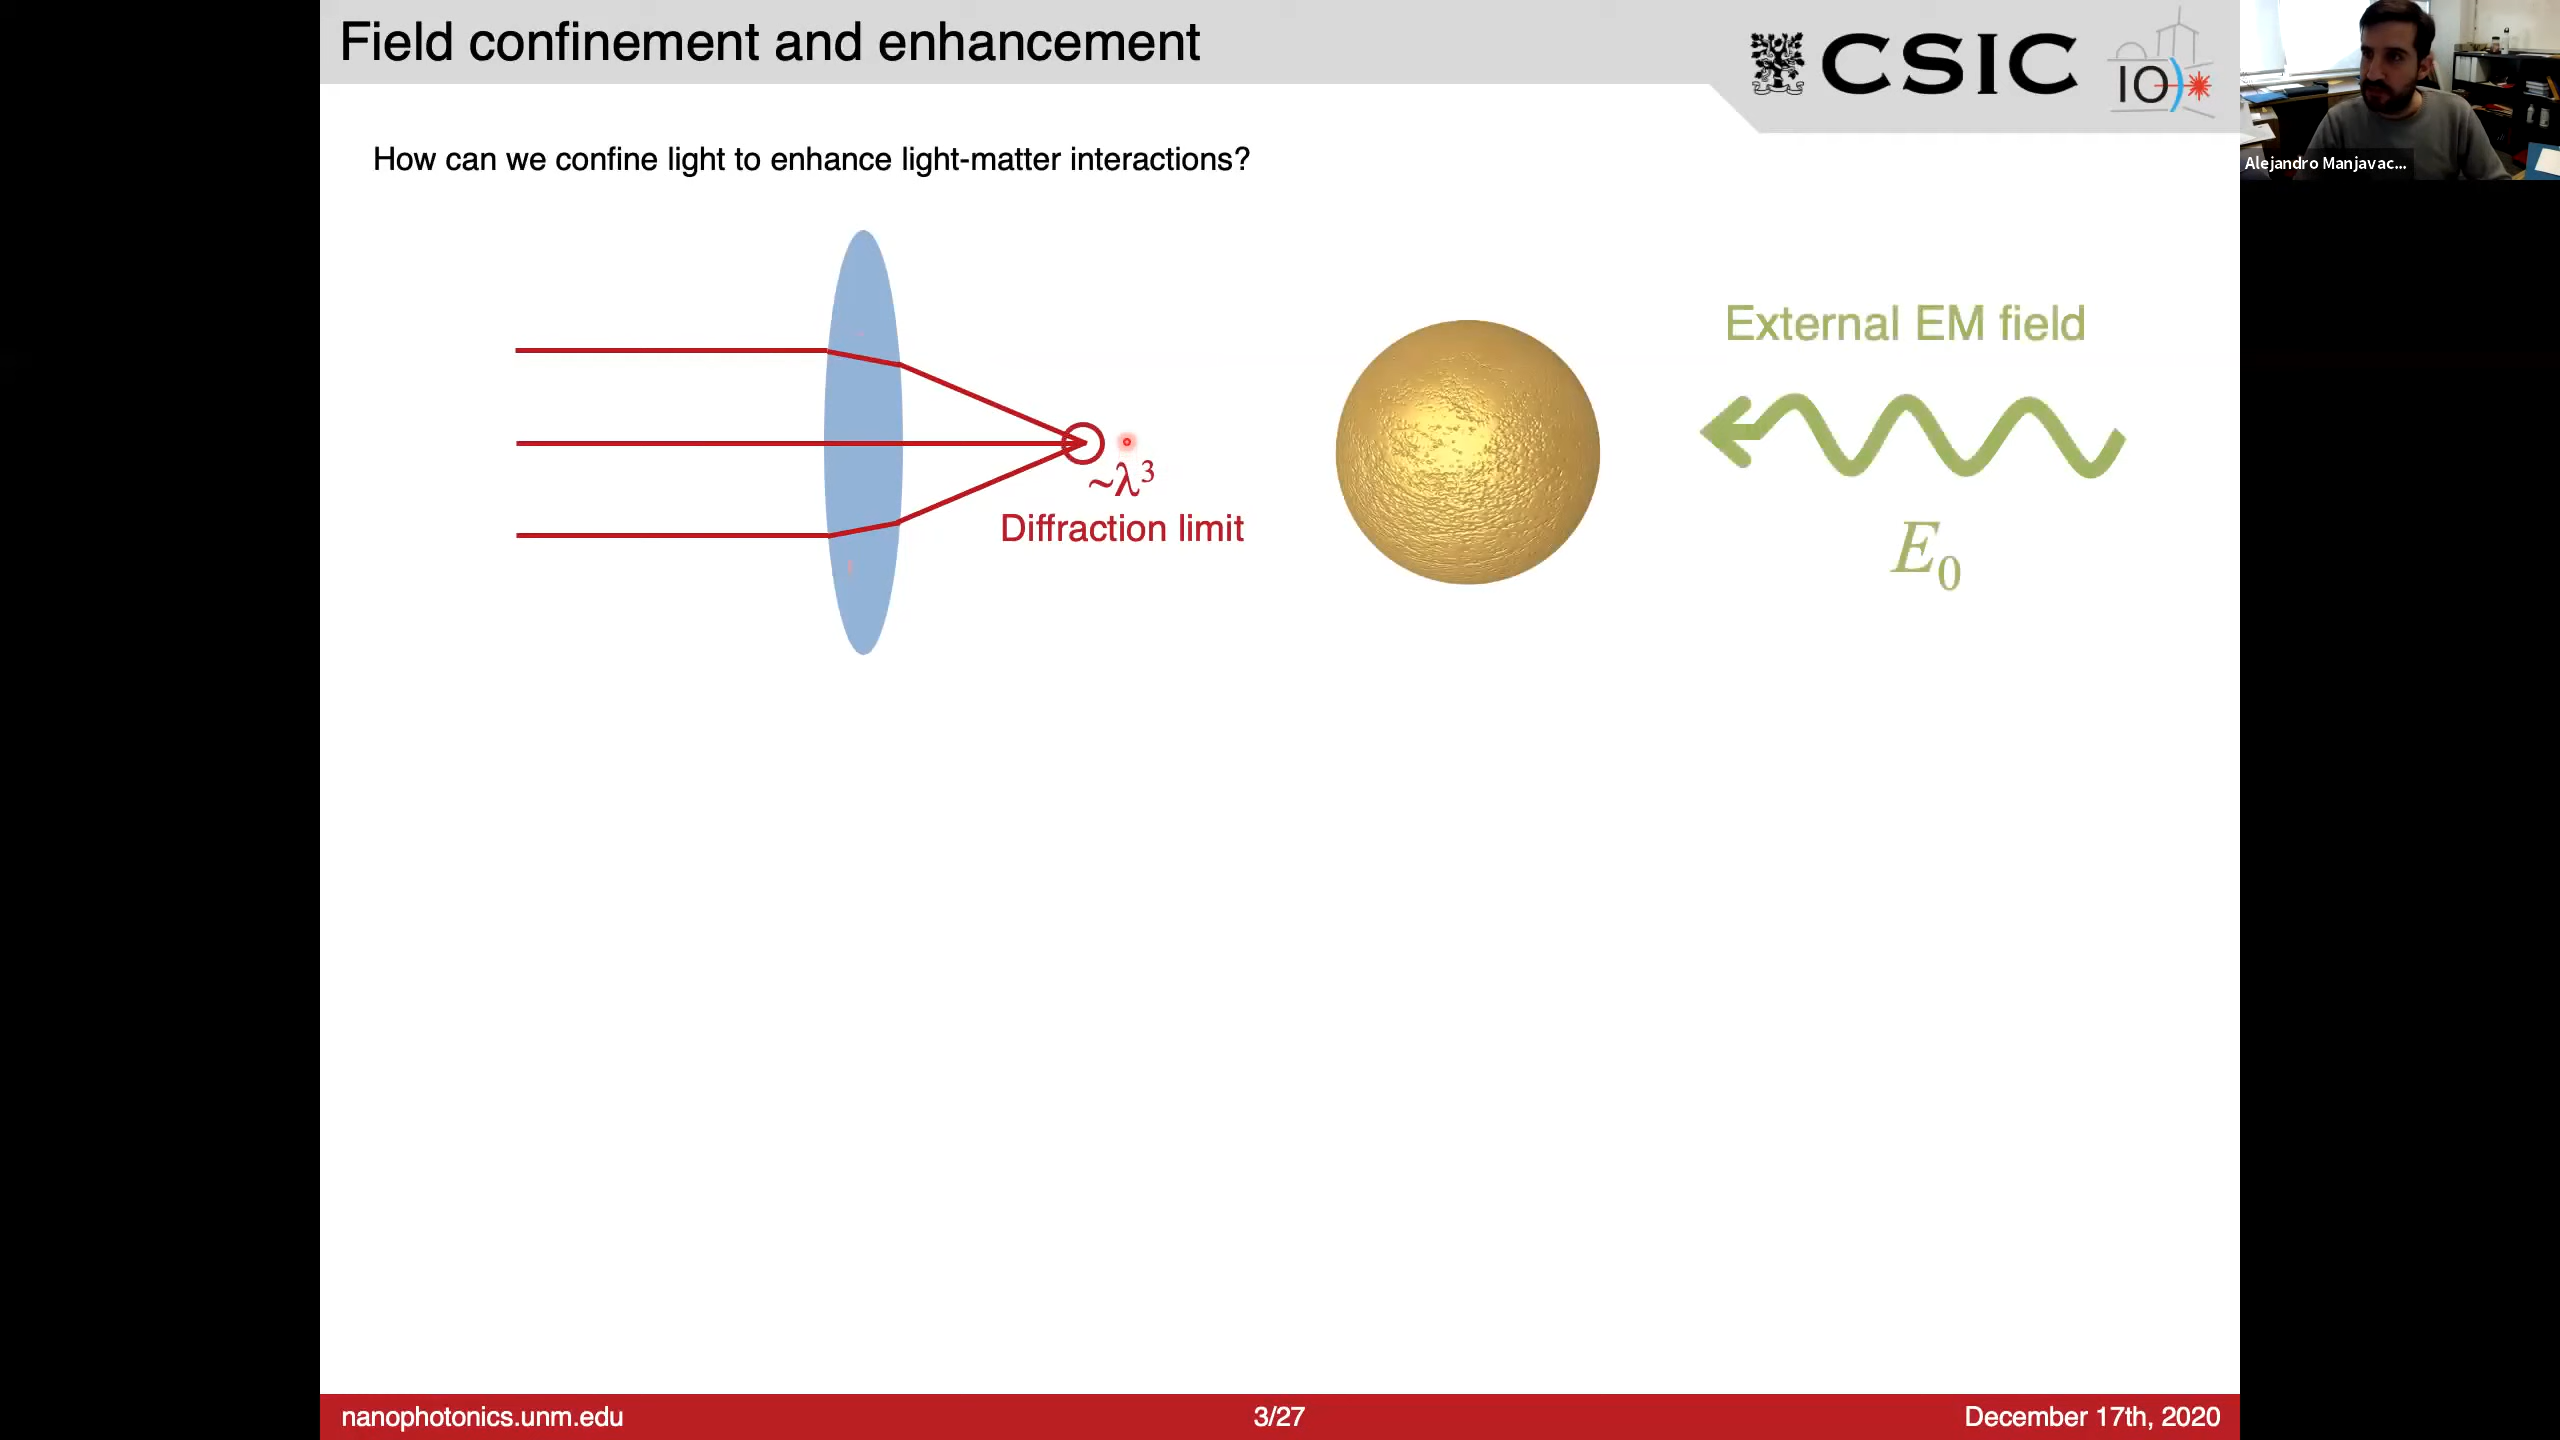 Field confinement and enhancement
CSIC
IO
Alejandro Manjavac...
How can we confine light to enhance light-matter interactions?
External EM field
~λ³
Diffraction limit
E₀
nanophotonics.unm.edu
3/27
December 17th, 2020